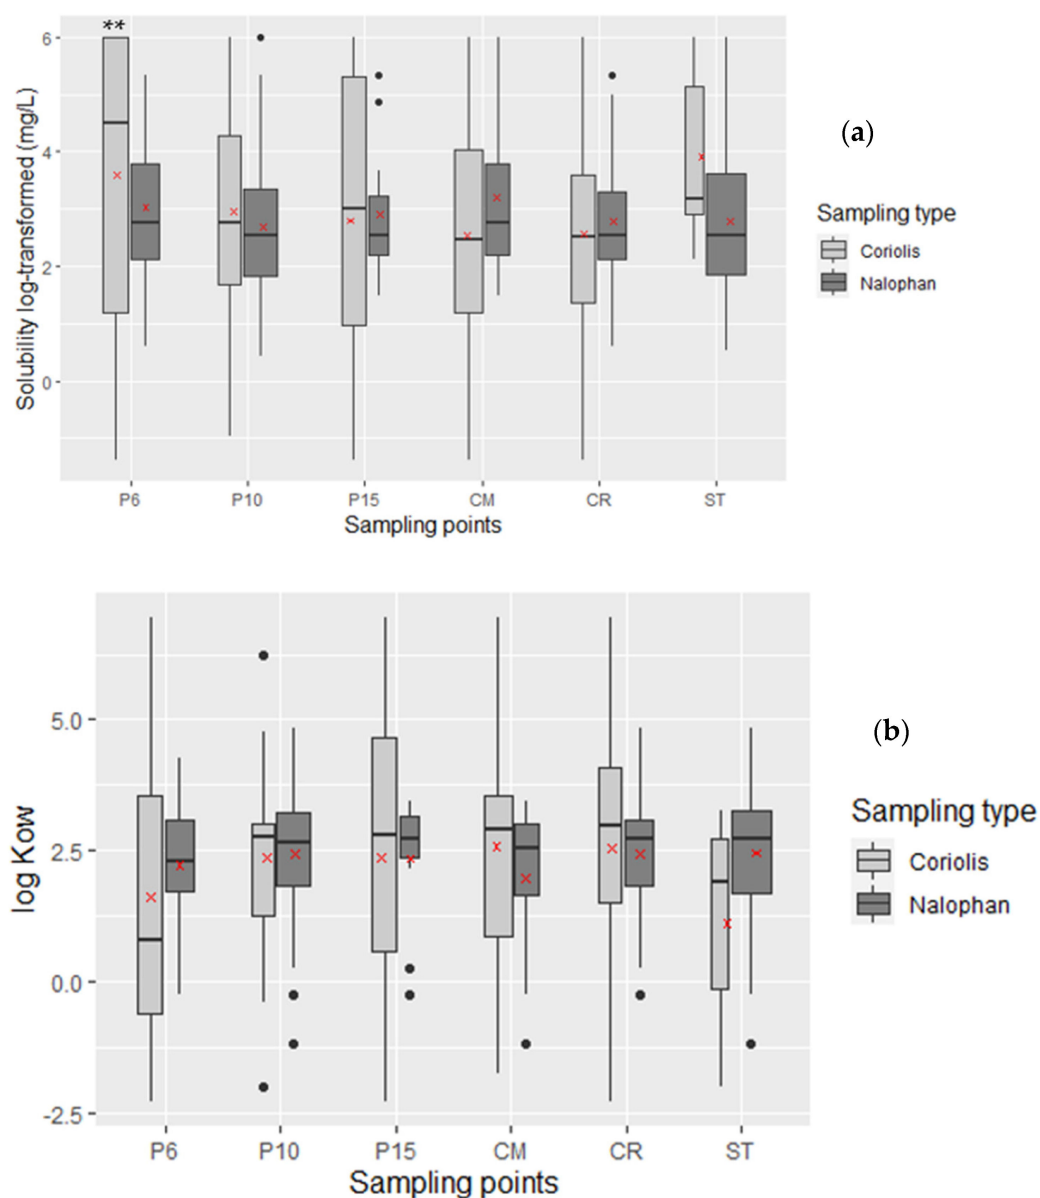 **
6
4
2
0
Solubility log-transformed (mg/L)
P6 P10 P15 CM CR ST
Sampling points
(a)
Sampling type
Coriolis
Nalophan
5.0
2.5
0.0
-2.5
log Kow
P6 P10 P15 CM CR ST
Sampling points
(b)
Sampling type
Coriolis
Nalophan